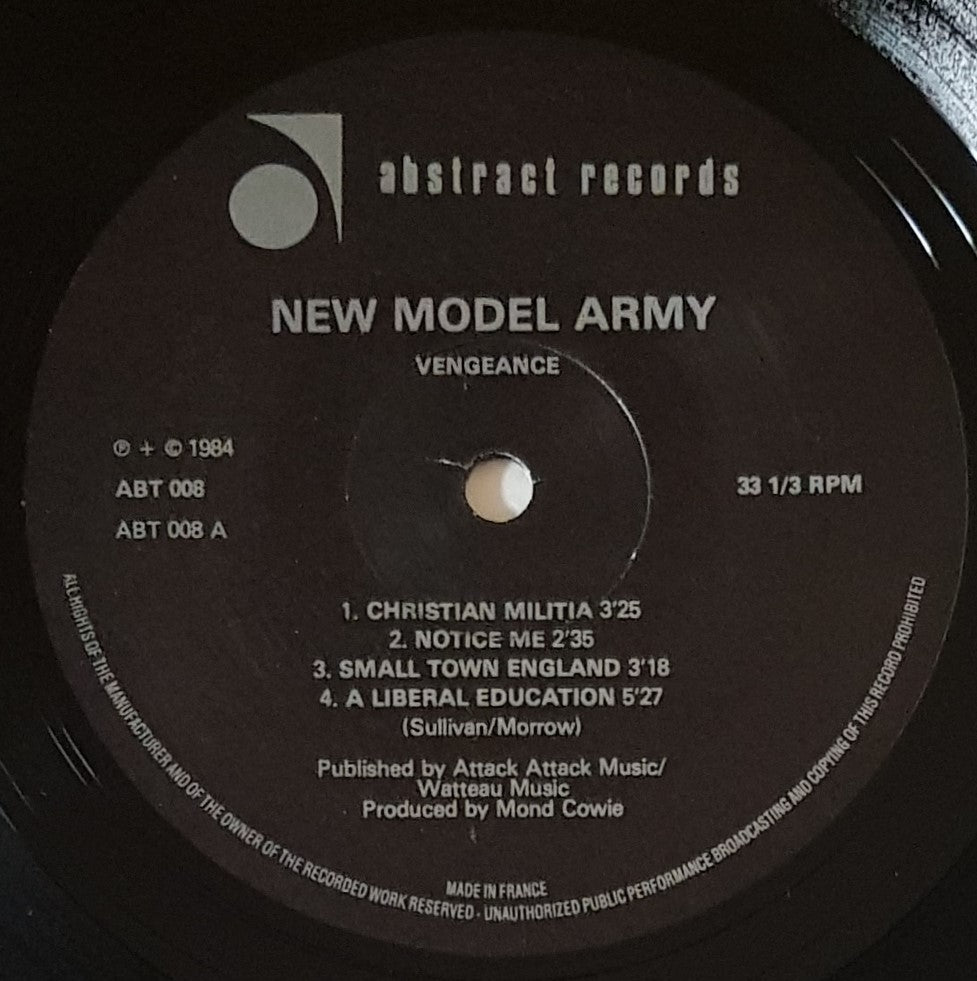 abstract records
NEW MODEL ARMY
VENGEANCE
℗ + © 1984
ABT 008
ABT 008 A
33 1/3 RPM
1. CHRISTIAN MILITIA 3'25
2. NOTICE ME 2'35
3. SMALL TOWN ENGLAND 3'18
4. A LIBERAL EDUCATION 5'27
(Sullivan/Morrow)
Published by Attack Attack Music/
Watteau Music
Produced by Mond Cowie
MADE IN FRANCE
ALL RIGHTS OF THE MANUFACTURER AND OF THE OWNER OF THE RECORDED WORK RESERVED - UNAUTHORIZED PUBLIC PERFORMANCE BROADCASTING AND COPYING OF THIS RECORD PROHIBITED